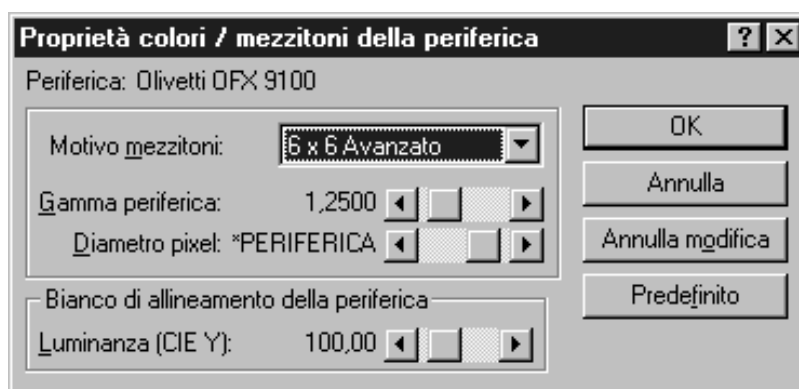 Proprietà colori / mezzitoni della periferica
Periferica: Olivetti OFX 9100
Motivo mezzitoni: 6 x 6 Avanzato
Gamma periferica: 1,2500
Diametro pixel: *PERIFERICA
Bianco di allineamento della periferica
Luminanza (CIE Y): 100,00
OK
Annulla
Annulla modifica
Predefinito